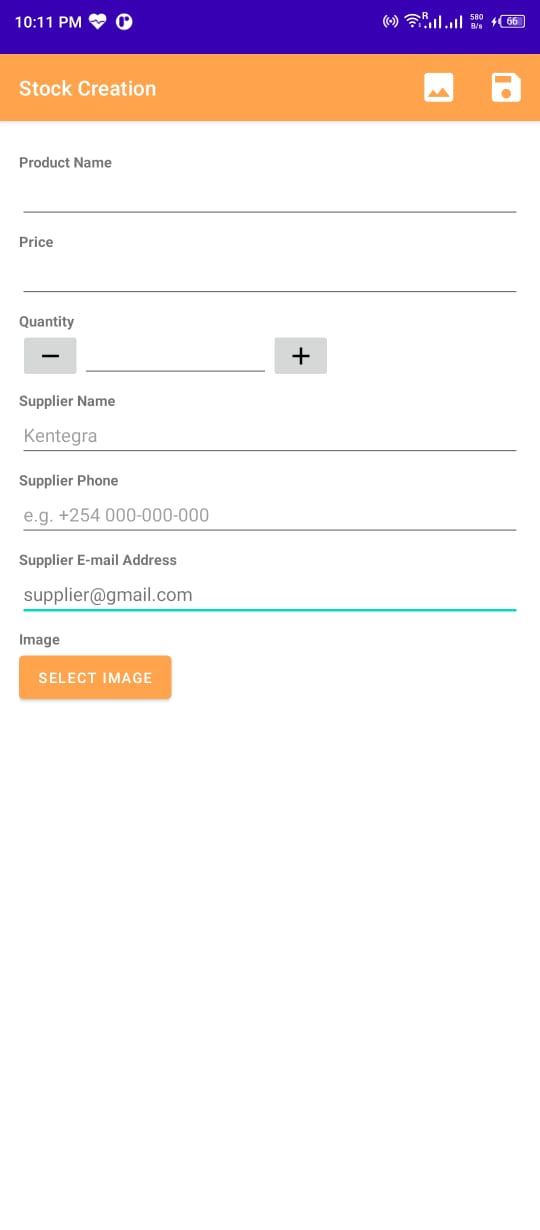 10:11 PM R 580 B/s 66
Stock Creation
Product Name
Price
Quantity
Supplier Name
Kentegra
Supplier Phone
e.g. +254 000-000-000
Supplier E-mail Address
supplier@gmail.com
Image
SELECT IMAGE